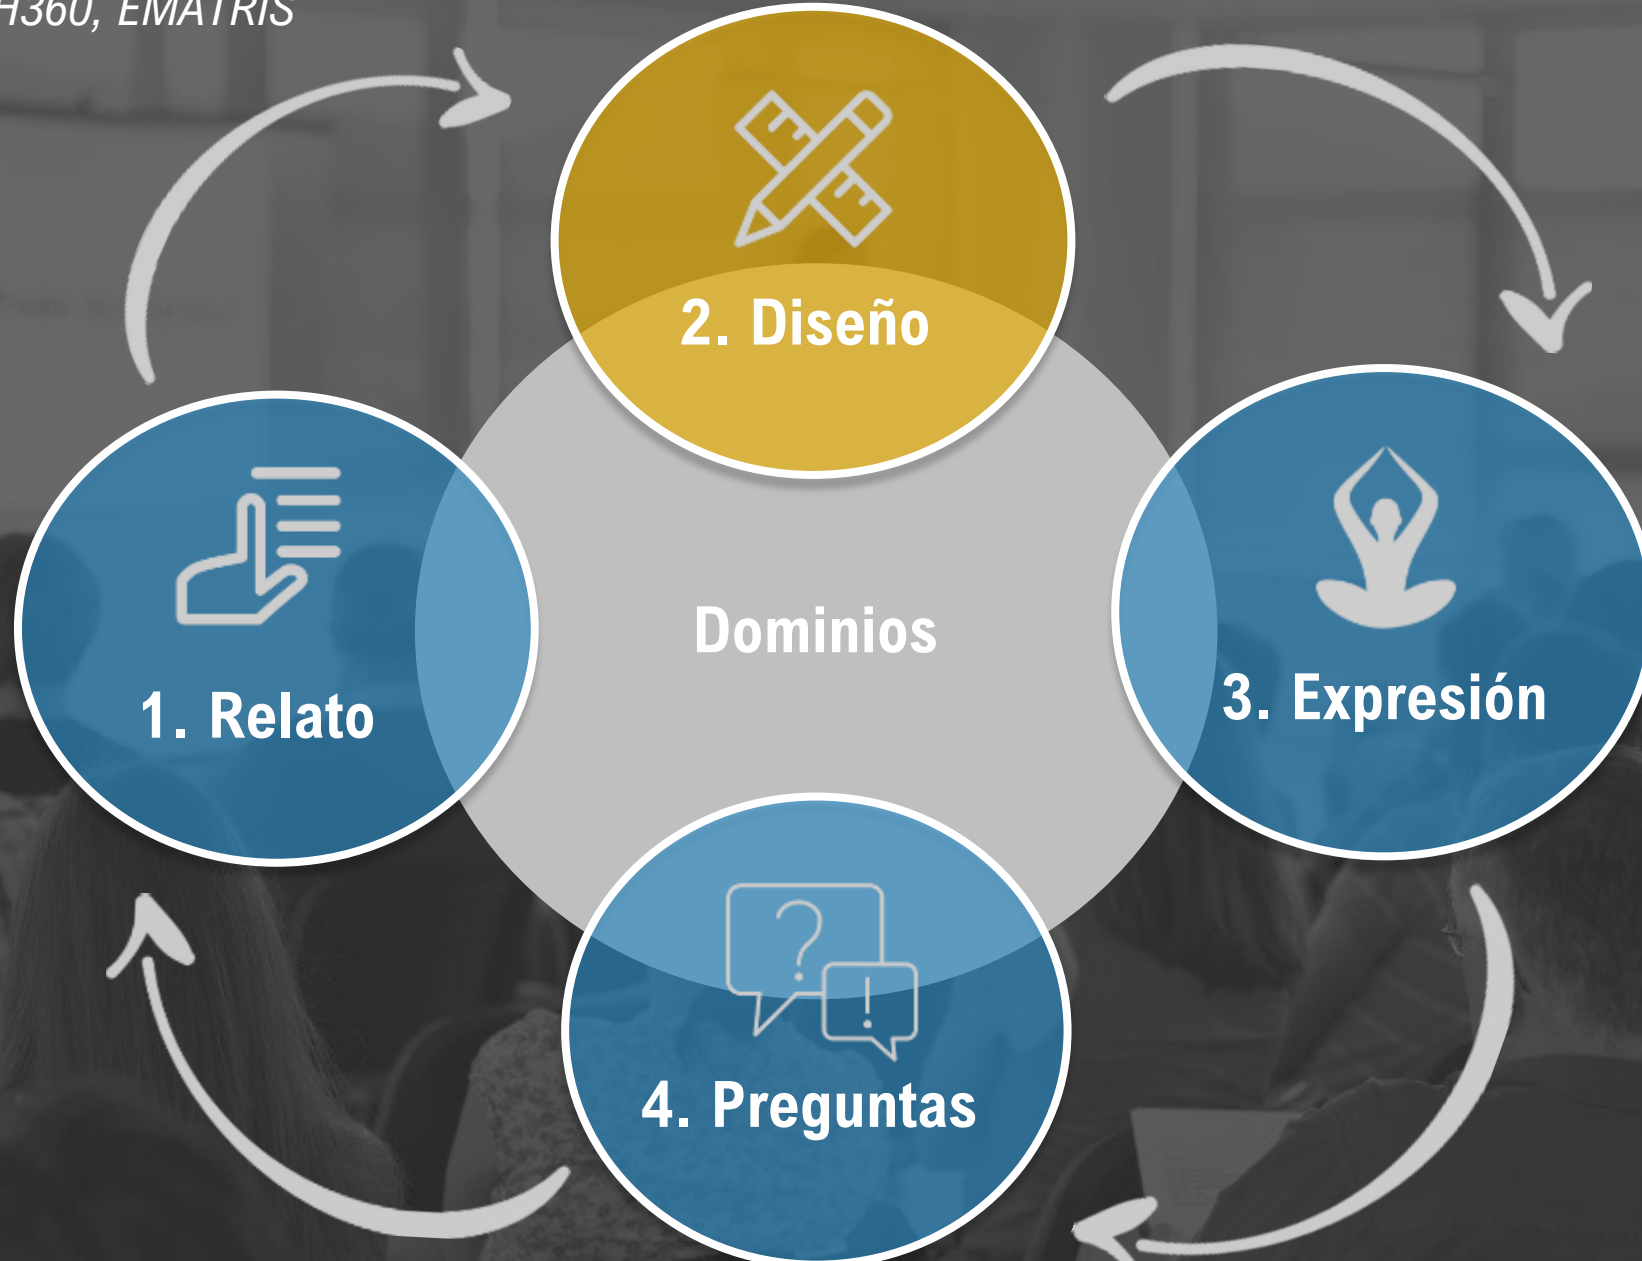 H360, EMATRIS
2. Diseño
Dominios
1. Relato
3. Expresión
4. Preguntas